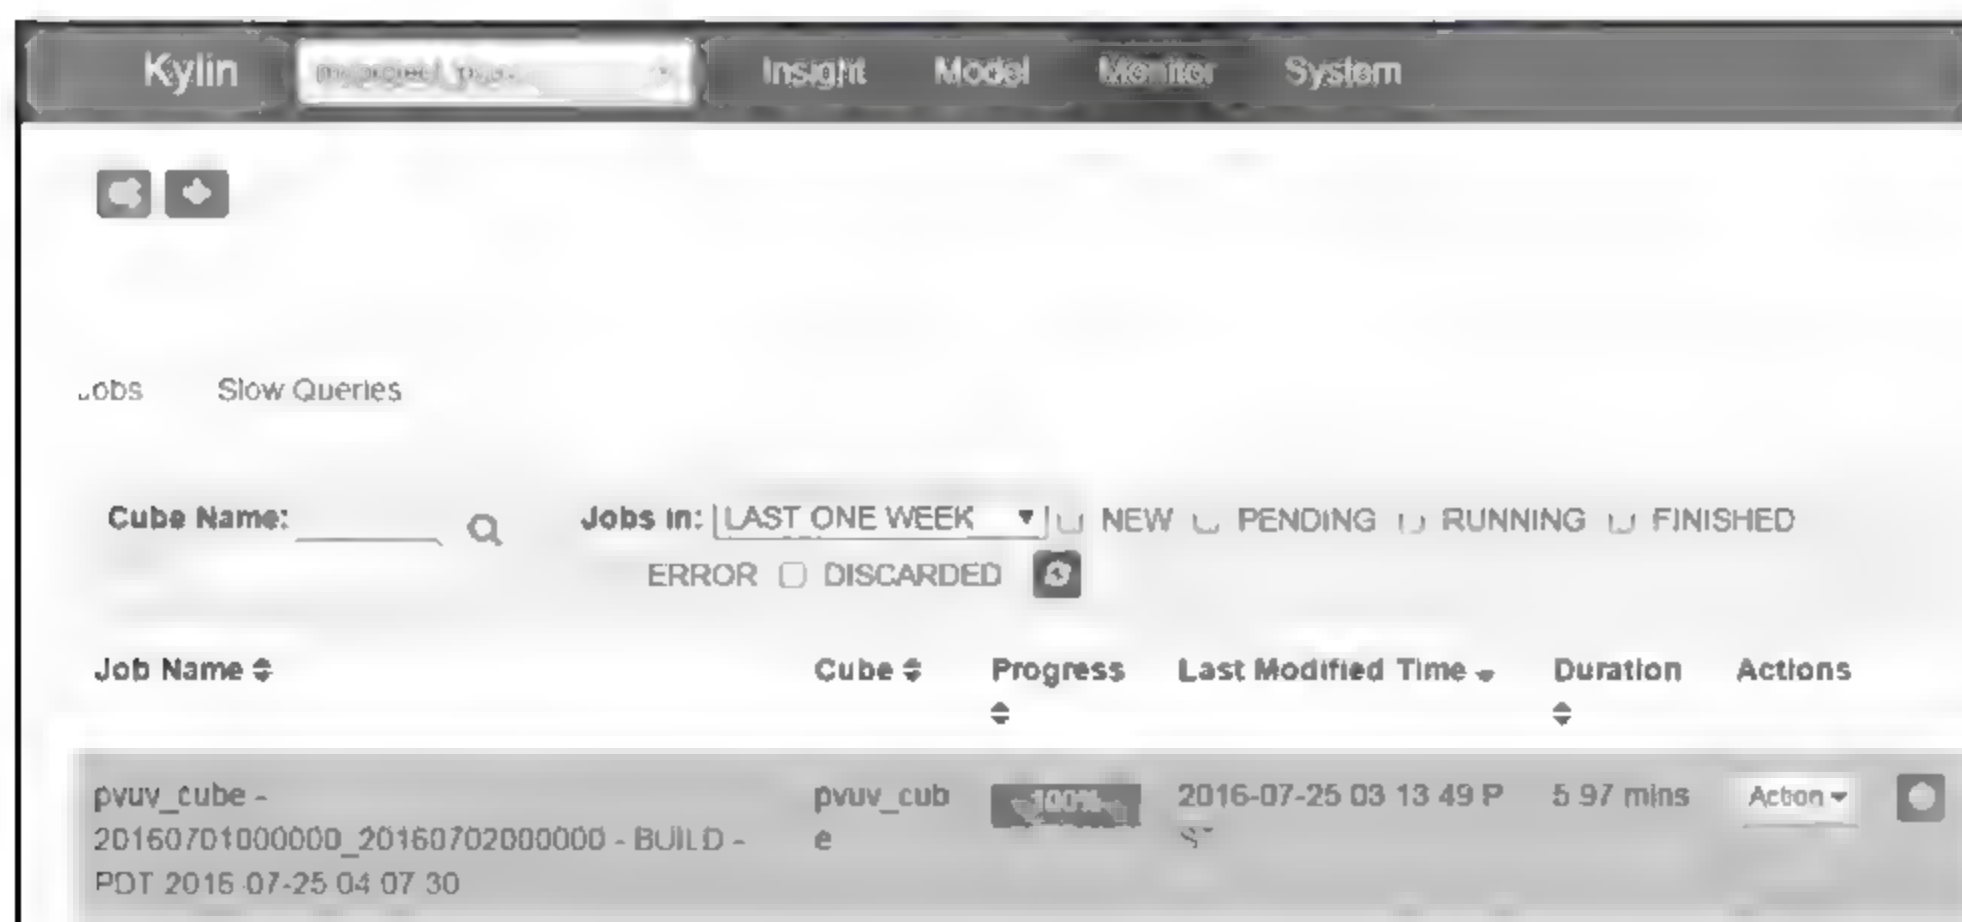 Kylin Insight Model Monitor System
Jobs Slow Queries
Cube Name: Jobs in: LAST ONE WEEK NEW PENDING RUNNING FINISHED
ERROR DISCARDED
Job Name Cube Progress Last Modified Time Duration Actions
pvuv_cube - pvuv_cub 100% 2016-07-25 03 13 49 P 5 97 mins Action
20160701000000_20160702000000 - BUILD - e
PDT 2016-07-25 04 07 30